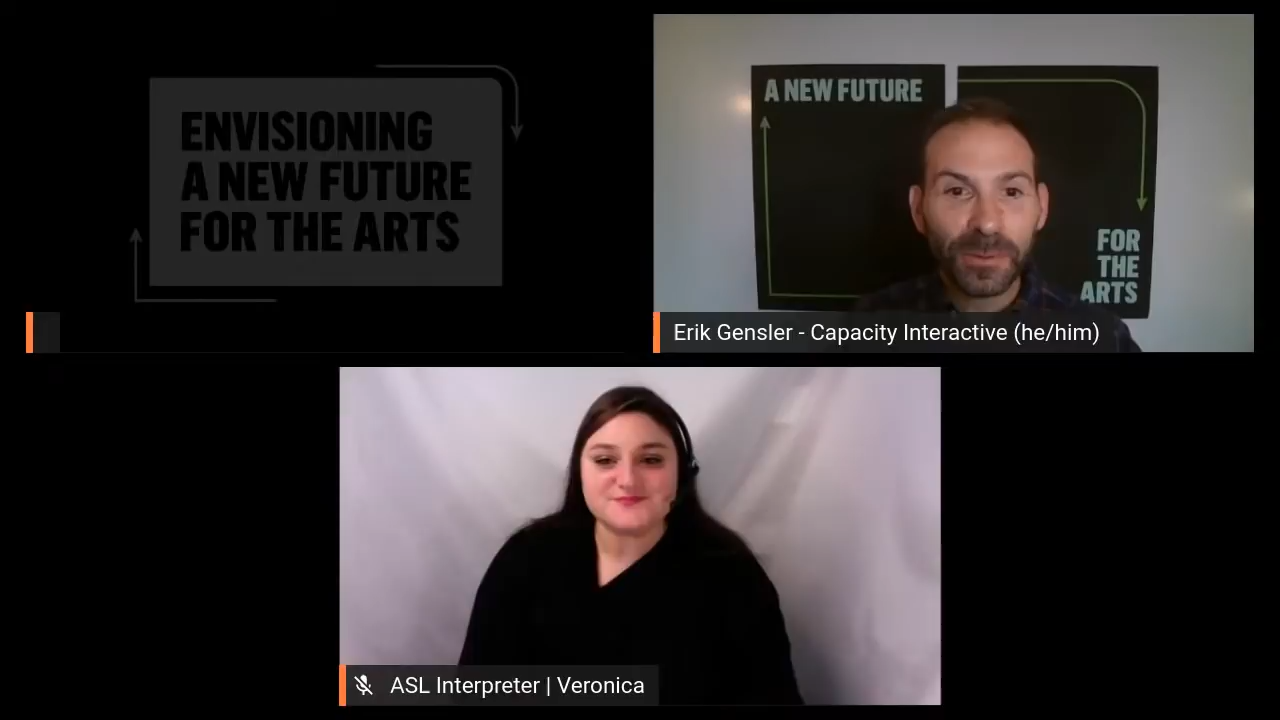 ENVISIONING
A NEW FUTURE
FOR THE ARTS
A NEW FUTURE
FOR
THE
ARTS
Erik Gensler - Capacity Interactive (he/him)
ASL Interpreter | Veronica